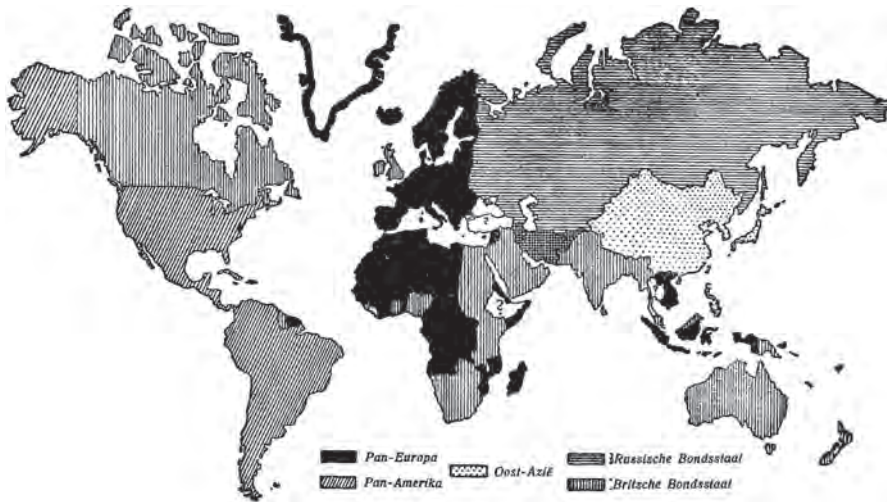 ?
?
Pan-Europa
Pan-Amerika
Oost-Azië
Russische Bondsstaat
Britsche Bondsstaat